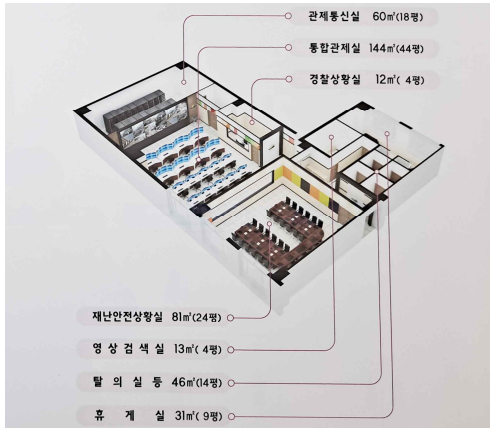 관제통신실 60㎡(18평)
통합관제실 144㎡(44평)
경찰상황실 12㎡( 4평)
재난안전상황실 81㎡(24평)
영상검색실 13㎡( 4평)
탈 의 실 등 46㎡(14평)
휴 게 실 31㎡( 9평)